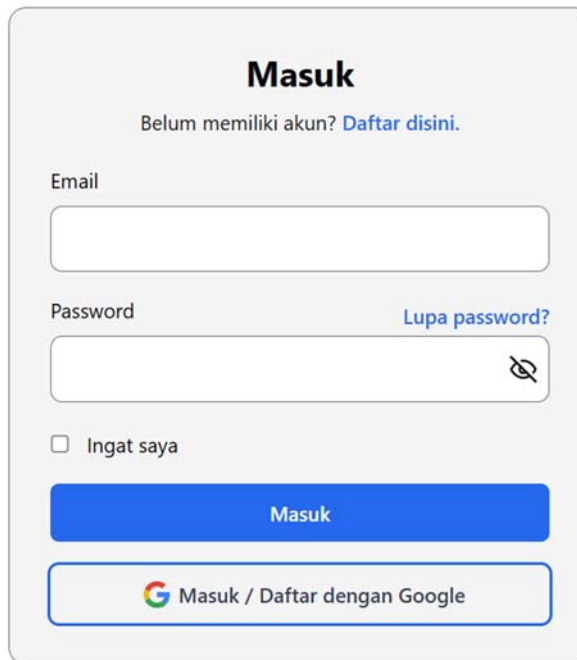 Masuk
Belum memiliki akun? Daftar disini.
Email
Password
Lupa password?
Ingat saya
Masuk
Masuk / Daftar dengan Google